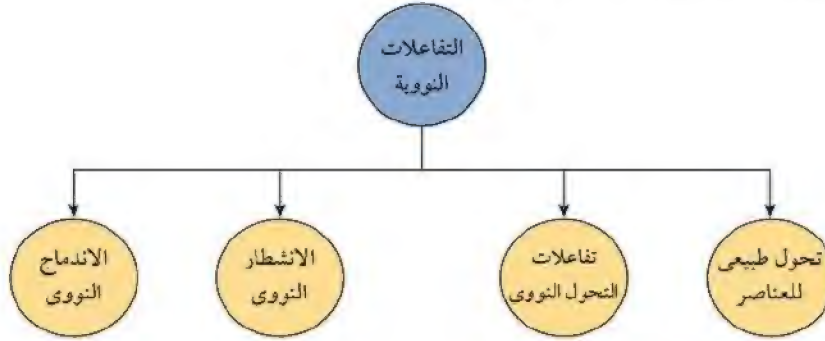 التفاعلات
النووية
تحول طبيعى
للعناصر
تفاعلات
التحول النووى
الانشطار
النووى
الاندماج
النووى